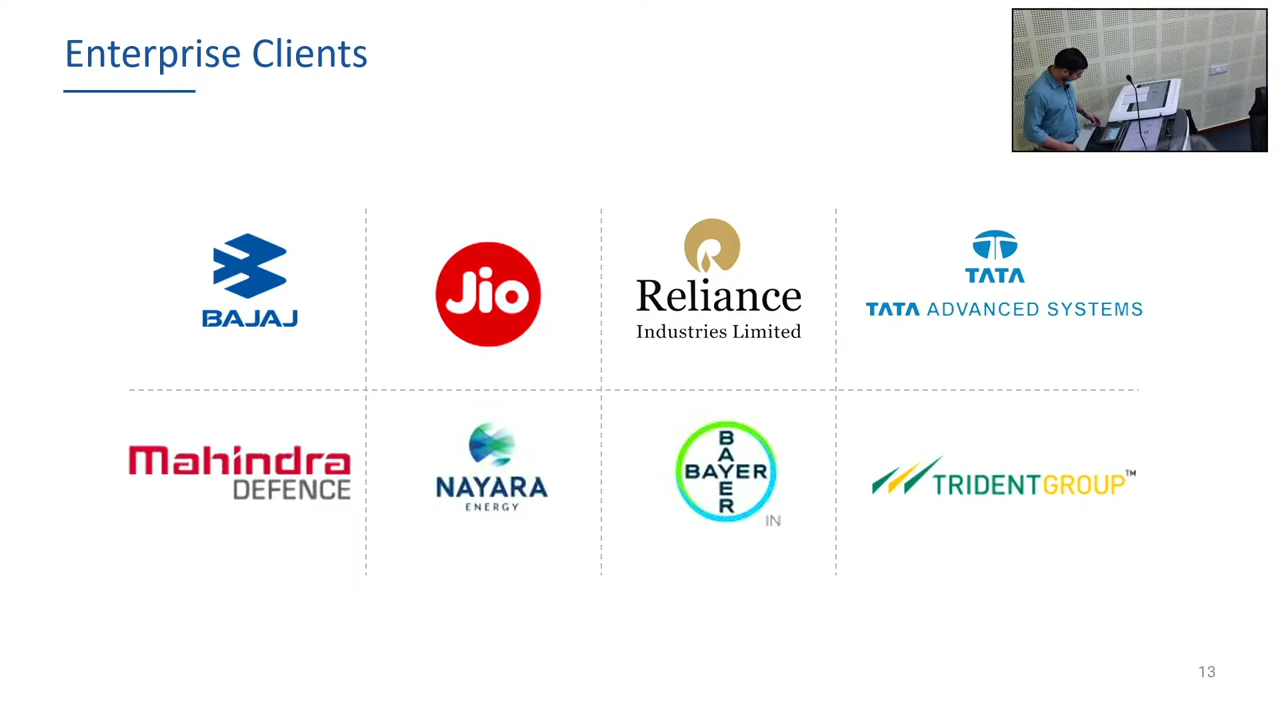 Enterprise Clients
BAJAJ
Jio
Reliance
Industries Limited
TATA
TATA ADVANCED SYSTEMS
Mahindra
DEFENCE
NAYARA
ENERGY
BAYER
BAYER
IN
TRIDENTGROUP™
13